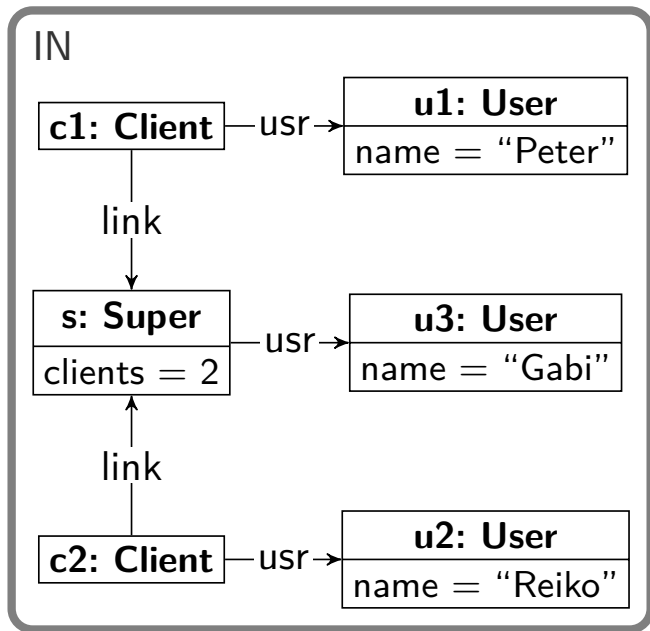 IN
c1: Client
usr
u1: User
name = “Peter”
link
s: Super
clients = 2
usr
u3: User
name = “Gabi”
link
c2: Client
usr
u2: User
name = “Reiko”